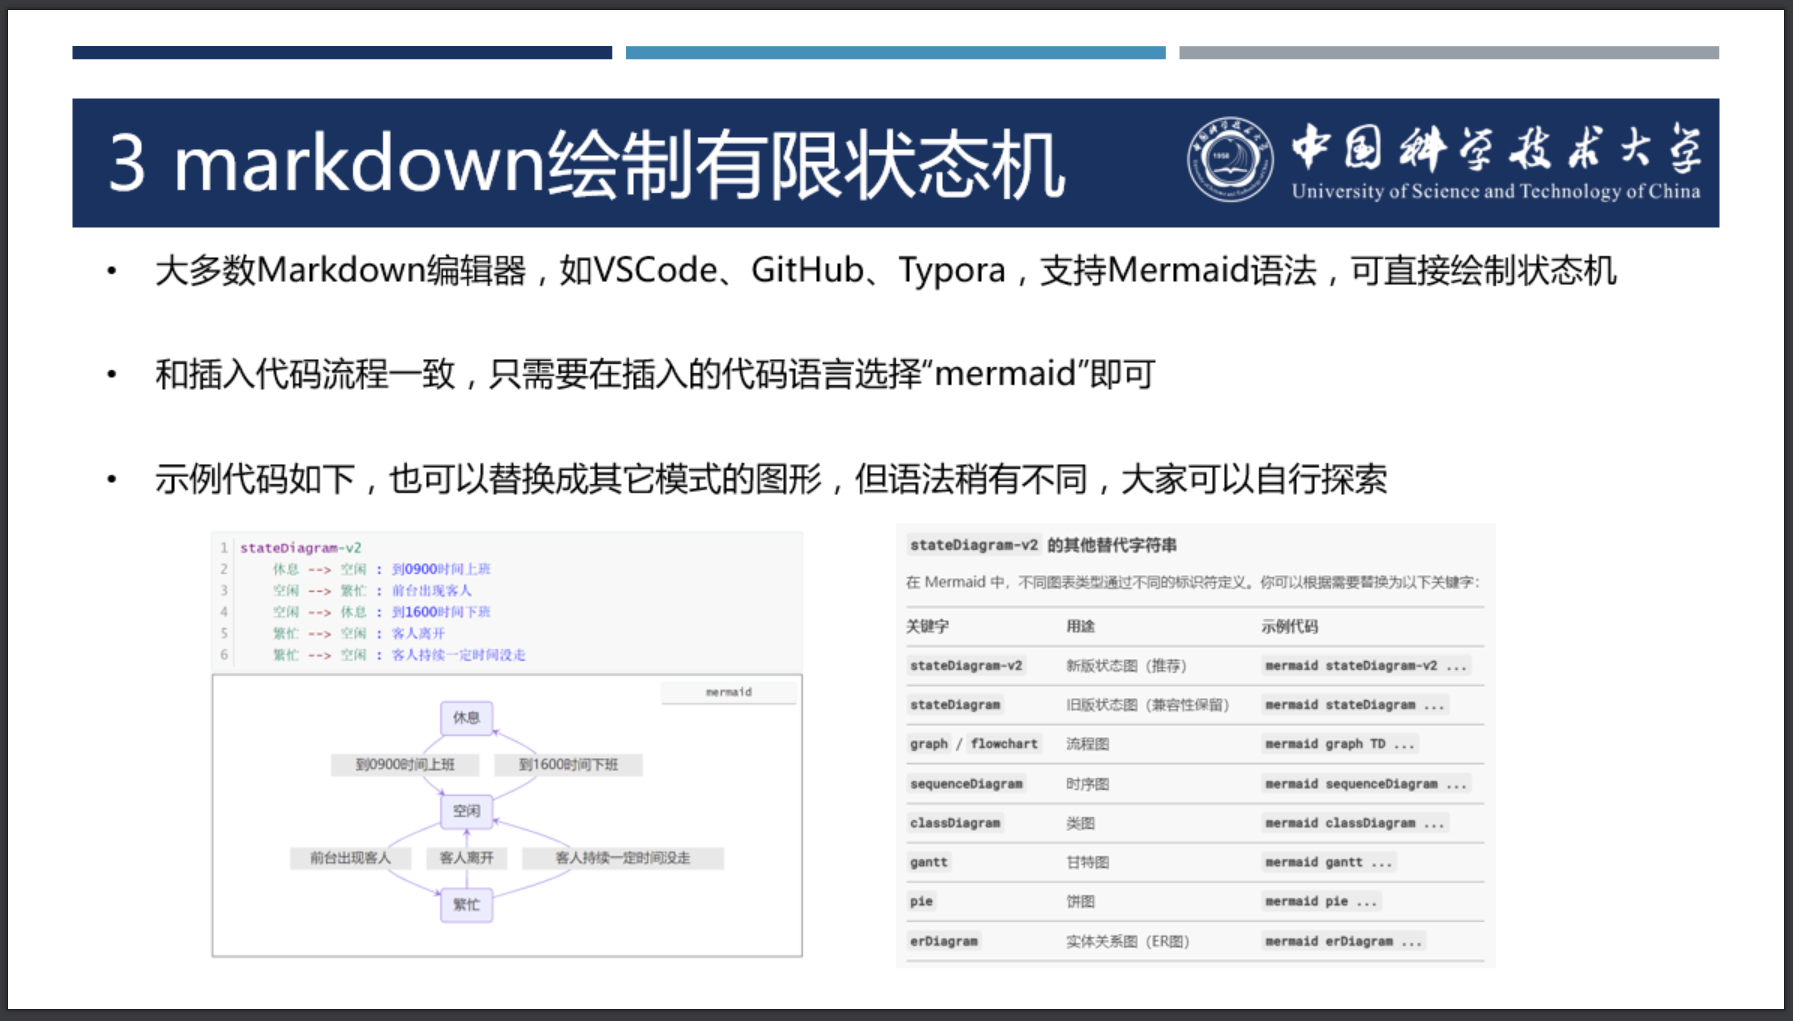 3 markdown绘制有限状态机
中国科学技术大学
University of Science and Technology of China
1958
• 大多数Markdown编辑器，如VSCode、GitHub、Typora，支持Mermaid语法，可直接绘制状态机
• 和插入代码流程一致，只需要在插入的代码语言选择“mermaid”即可
• 示例代码如下，也可以替换成其它模式的图形，但语法稍有不同，大家可以自行探索
1 stateDiagram-v2
2 休息 --> 空闲 : 到0900时间上班
3 空闲 --> 繁忙 : 前台出现客人
4 空闲 --> 休息 : 到1600时间下班
5 繁忙 --> 空闲 : 客人离开
6 繁忙 --> 空闲 : 客人持续一定时间没走
mermaid
休息
到0900时间上班 到1600时间下班
空闲
前台出现客人 客人离开 客人持续一定时间没走
繁忙
stateDiagram-v2 的其他替代字符串
在 Mermaid 中，不同图表类型通过不同的标识符定义。你可以根据需要替换为以下关键字：
关键字 用途 示例代码
stateDiagram-v2 新版状态图（推荐） mermaid stateDiagram-v2 ...
stateDiagram 旧版状态图（兼容性保留） mermaid stateDiagram ...
graph / flowchart 流程图 mermaid graph TD ...
sequenceDiagram 时序图 mermaid sequenceDiagram ...
classDiagram 类图 mermaid classDiagram ...
gantt 甘特图 mermaid gantt ...
pie 饼图 mermaid pie ...
erDiagram 实体关系图（ER图） mermaid erDiagram ...